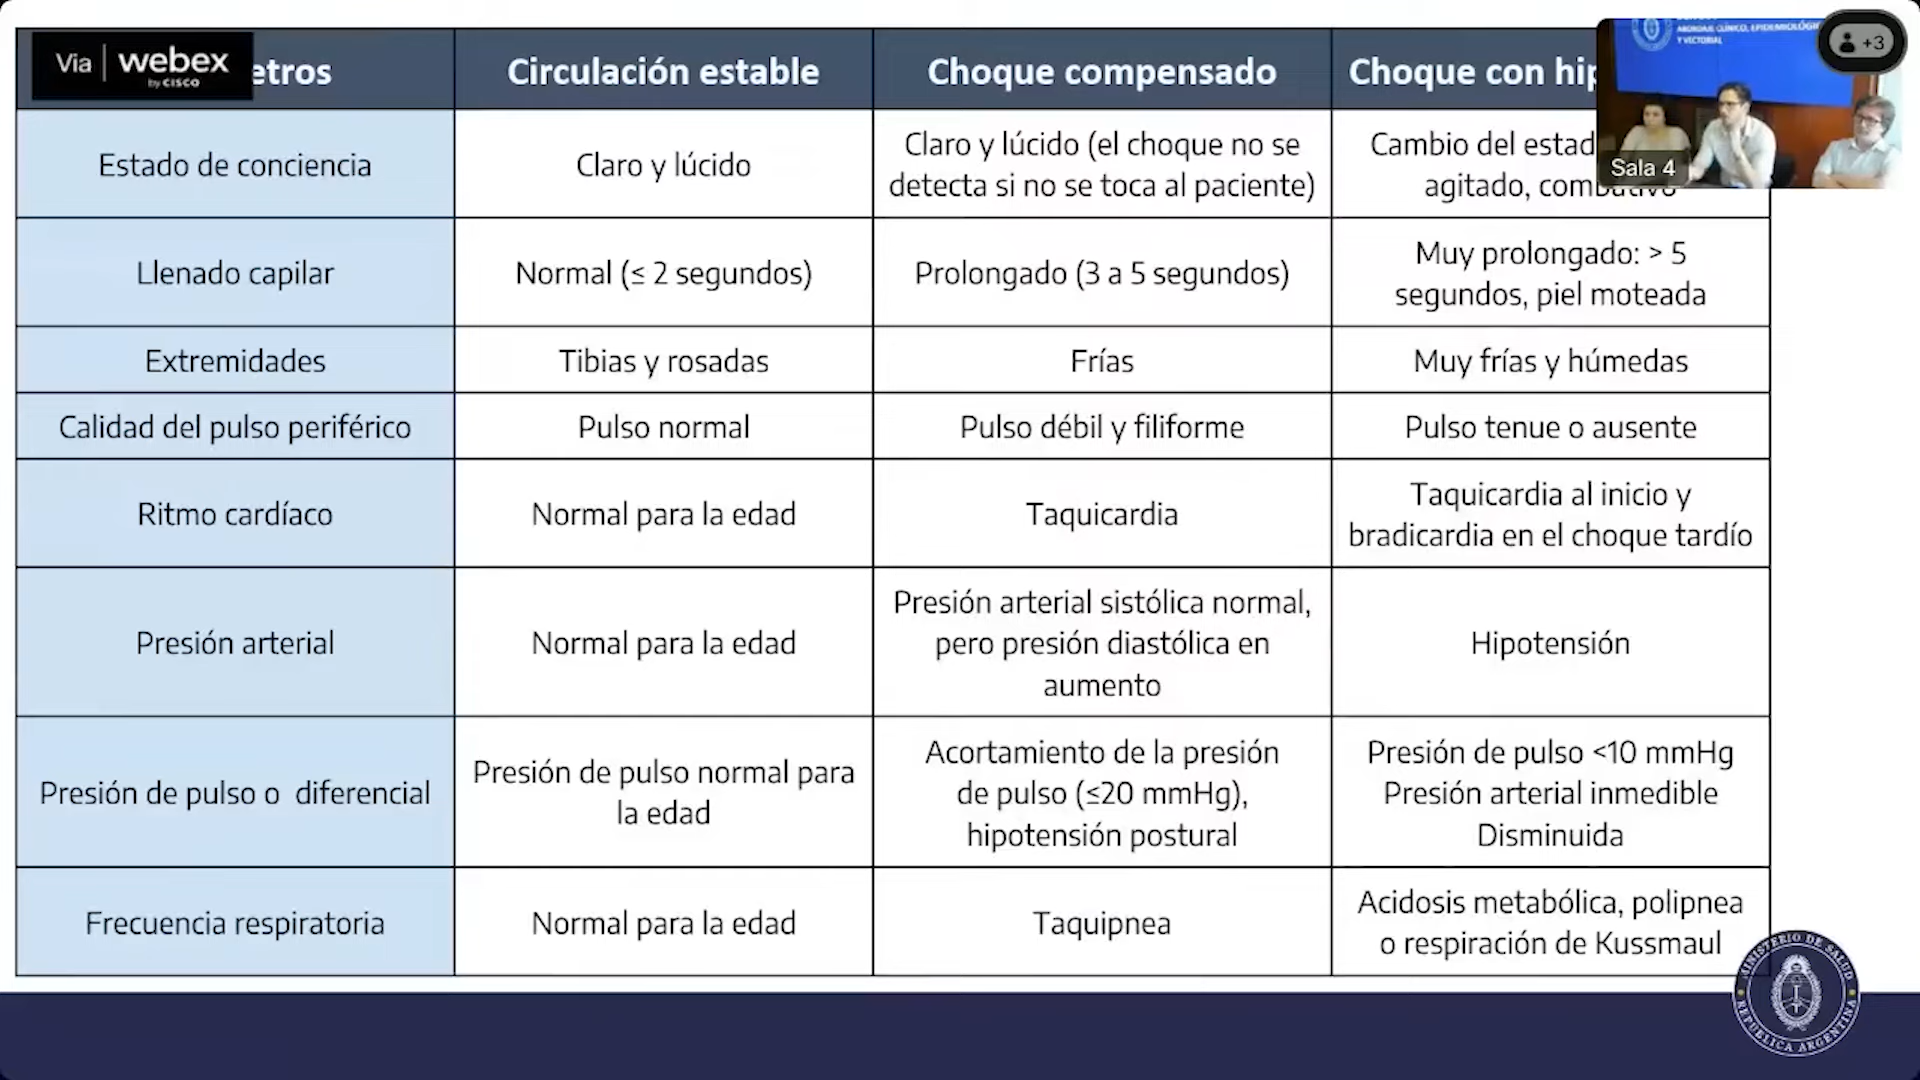 Via webex
by CISCO
etros
Circulación estable
Choque compensado
Choque con hip
ABORDAJE CLÍNICO, EPIDEMIOLÓGI
Y VECTORIAL
+3
Sala 4
Estado de conciencia
Claro y lúcido
Claro y lúcido (el choque no se
detecta si no se toca al paciente)
Cambio del estad
agitado, combativo
Llenado capilar
Normal (≤ 2 segundos)
Prolongado (3 a 5 segundos)
Muy prolongado: > 5
segundos, piel moteada
Extremidades
Tibias y rosadas
Frías
Muy frías y húmedas
Calidad del pulso periférico
Pulso normal
Pulso débil y filiforme
Pulso tenue o ausente
Ritmo cardíaco
Normal para la edad
Taquicardia
Taquicardia al inicio y
bradicardia en el choque tardío
Presión arterial
Normal para la edad
Presión arterial sistólica normal,
pero presión diastólica en
aumento
Hipotensión
Presión de pulso o diferencial
Presión de pulso normal para
la edad
Acortamiento de la presión
de pulso (≤20 mmHg),
hipotensión postural
Presión de pulso <10 mmHg
Presión arterial inmedible
Disminuida
Frecuencia respiratoria
Normal para la edad
Taquipnea
Acidosis metabólica, polipnea
o respiración de Kussmaul
MINISTERIO DE SALUD
REPUBLICA ARGENTINA